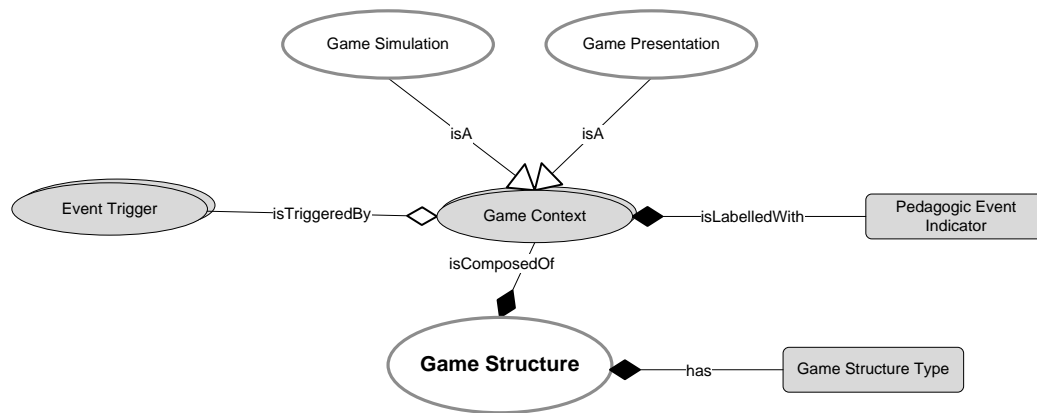 Game Simulation
Game Presentation
isA
isA
Event Trigger
isTriggeredBy
Game Context
isLabelledWith
Pedagogic Event
Indicator
isComposedOf
Game Structure
has
Game Structure Type